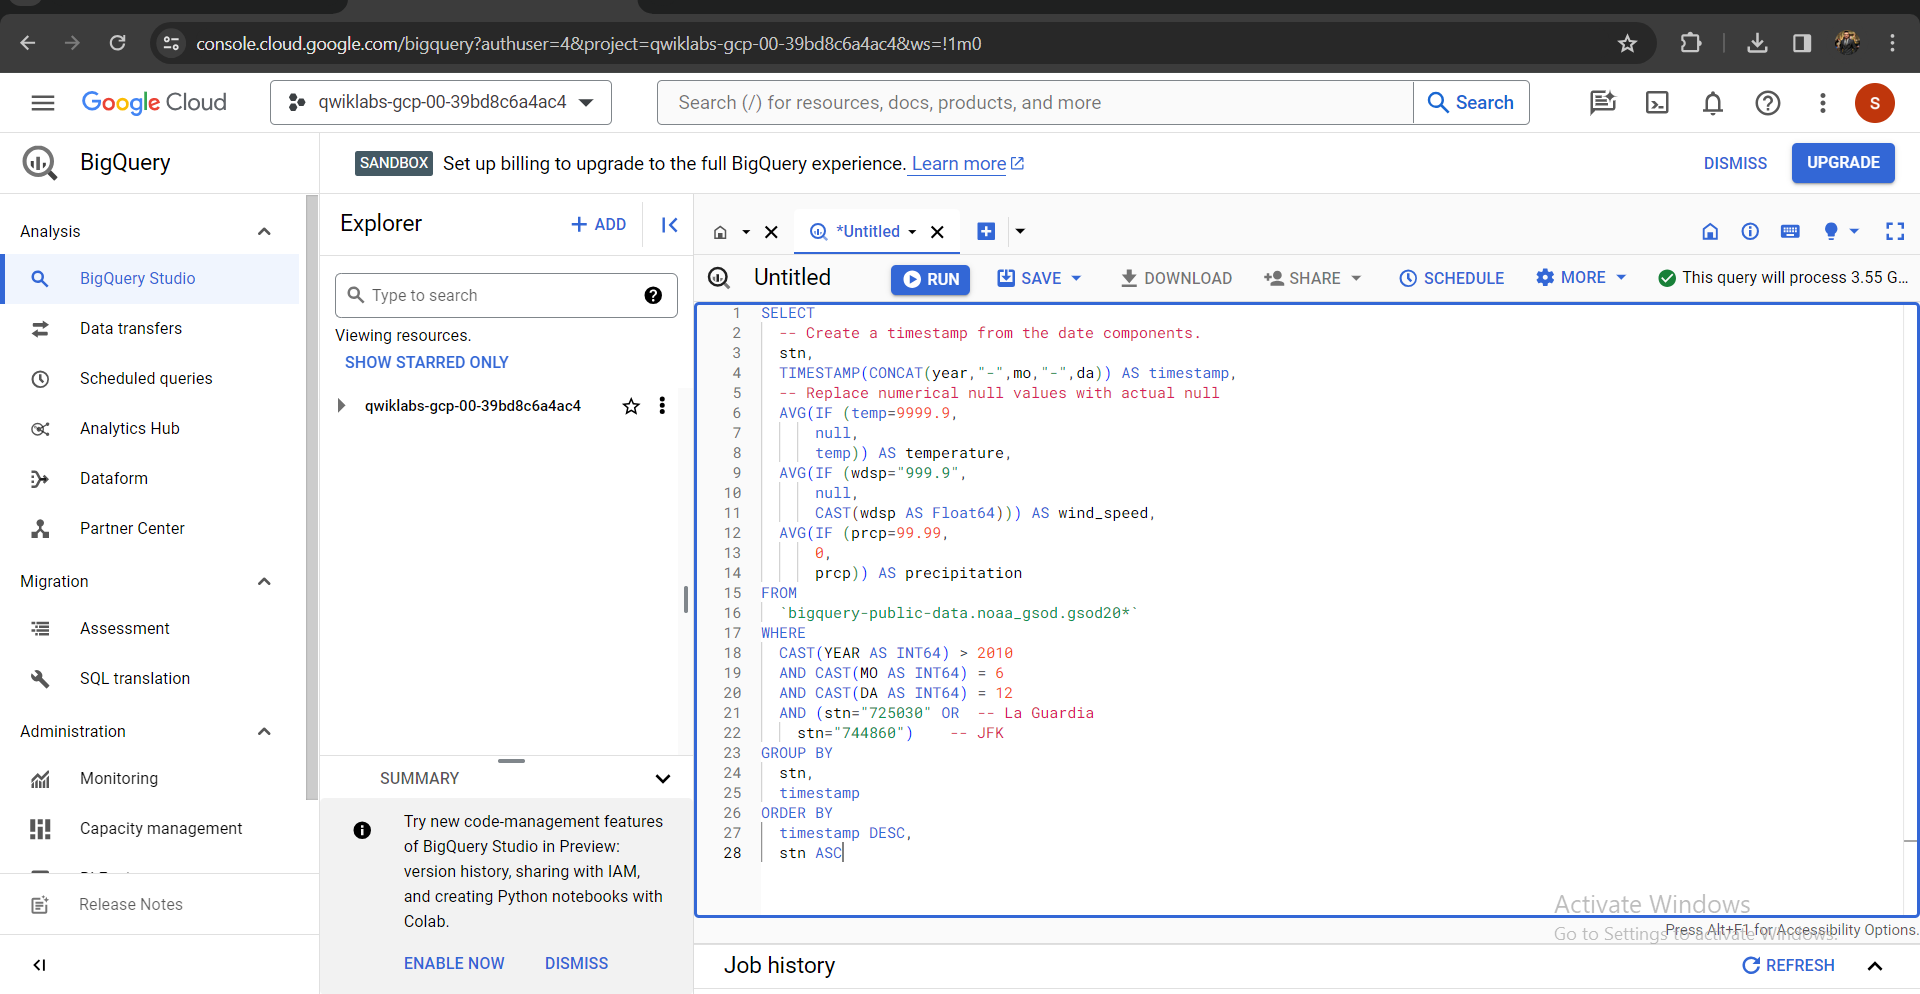 console.cloud.google.com/bigquery?authuser=4&project=qwiklabs-gcp-00-39bd8c6a4ac4&ws=!1m0
Google Cloud
qwiklabs-gcp-00-39bd8c6a4ac4
Search (/) for resources, docs, products, and more
Search
S
BigQuery
SANDBOX Set up billing to upgrade to the full BigQuery experience. Learn more
DISMISS
UPGRADE
Analysis
BigQuery Studio
Data transfers
Scheduled queries
Analytics Hub
Dataform
Partner Center
Migration
Assessment
SQL translation
Administration
Monitoring
Capacity management
Release Notes
Explorer
+ ADD
Type to search
Viewing resources.
SHOW STARRED ONLY
qwiklabs-gcp-00-39bd8c6a4ac4
SUMMARY
Try new code-management features
of BigQuery Studio in Preview:
version history, sharing with IAM,
and creating Python notebooks with
Colab.
ENABLE NOW
DISMISS
*Untitled
Untitled
RUN
SAVE
DOWNLOAD
SHARE
SCHEDULE
MORE
This query will process 3.55 G...
1 SELECT
2 -- Create a timestamp from the date components.
3 stn,
4 TIMESTAMP(CONCAT(year,"-",mo,"-",da)) AS timestamp,
5 -- Replace numerical null values with actual null
6 AVG(IF (temp=9999.9,
7 null,
8 temp)) AS temperature,
9 AVG(IF (wdsp="999.9",
10 null,
11 CAST(wdsp AS Float64))) AS wind_speed,
12 AVG(IF (prcp=99.99,
13 0,
14 prcp)) AS precipitation
15 FROM
16 `bigquery-public-data.noaa_gsod.gsod20*`
17 WHERE
18 CAST(YEAR AS INT64) > 2010
19 AND CAST(MO AS INT64) = 6
20 AND CAST(DA AS INT64) = 12
21 AND (stn="725030" OR -- La Guardia
22 stn="744860") -- JFK
23 GROUP BY
24 stn,
25 timestamp
26 ORDER BY
27 timestamp DESC,
28 stn ASC
Activate Windows
Go to Settings to activate Windows.
Press Alt+F1 for Accessibility Options.
Job history
REFRESH